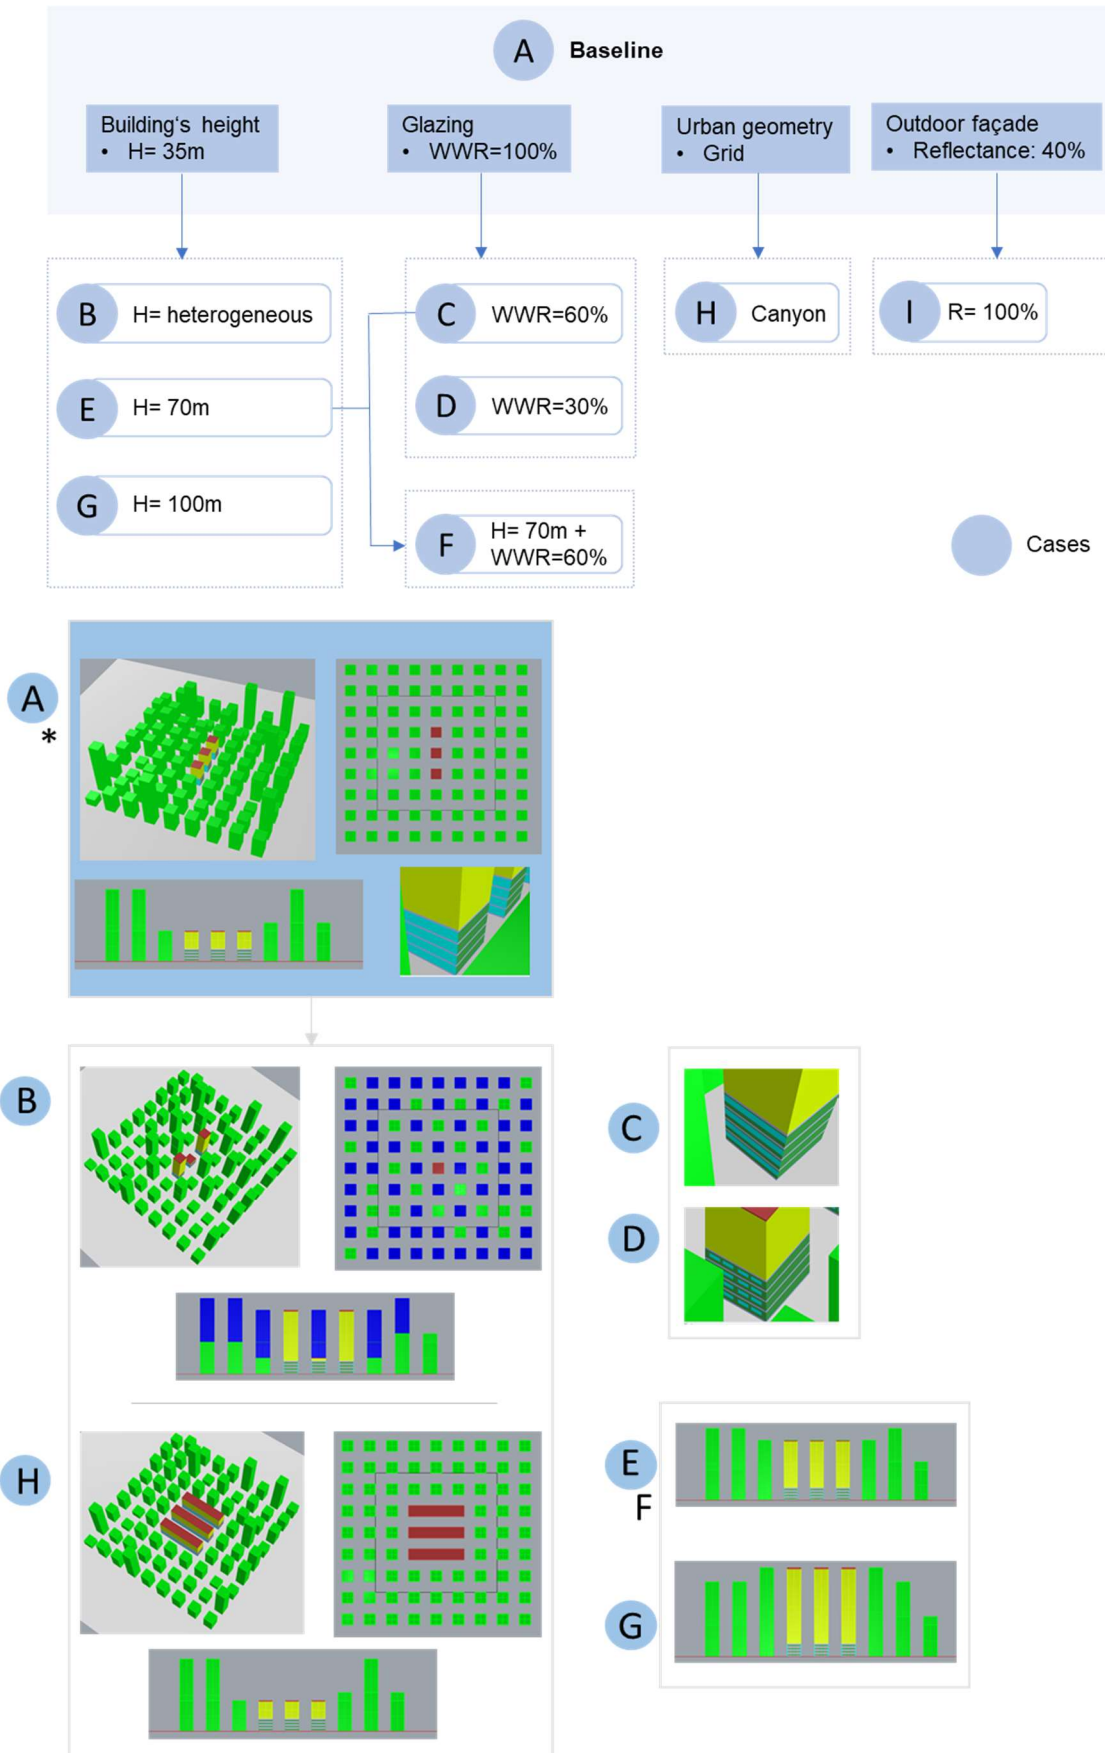 A Baseline
Building‘s height
• H= 35m
Glazing
• WWR=100%
Urban geometry
• Grid
Outdoor façade
• Reflectance: 40%
B H= heterogeneous
E H= 70m
G H= 100m
C WWR=60%
D WWR=30%
F H= 70m +
WWR=60%
H Canyon
I R= 100%
Cases
A
*
B
C
D
H
E
F
G